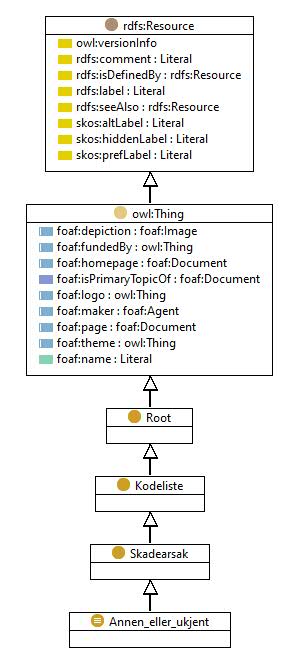 rdfs:Resource
owl:versionInfo
rdfs:comment : Literal
rdfs:isDefinedBy : rdfs:Resource
rdfs:label : Literal
rdfs:seeAlso : rdfs:Resource
skos:altLabel : Literal
skos:hiddenLabel : Literal
skos:prefLabel : Literal
owl:Thing
foaf:depiction : foaf:Image
foaf:fundedBy : owl:Thing
foaf:homepage : foaf:Document
foaf:isPrimaryTopicOf : foaf:Document
foaf:logo : owl:Thing
foaf:maker : foaf:Agent
foaf:page : foaf:Document
foaf:theme : owl:Thing
foaf:name : Literal
Root
Kodeliste
Skadearsak
Annen_eller_ukjent